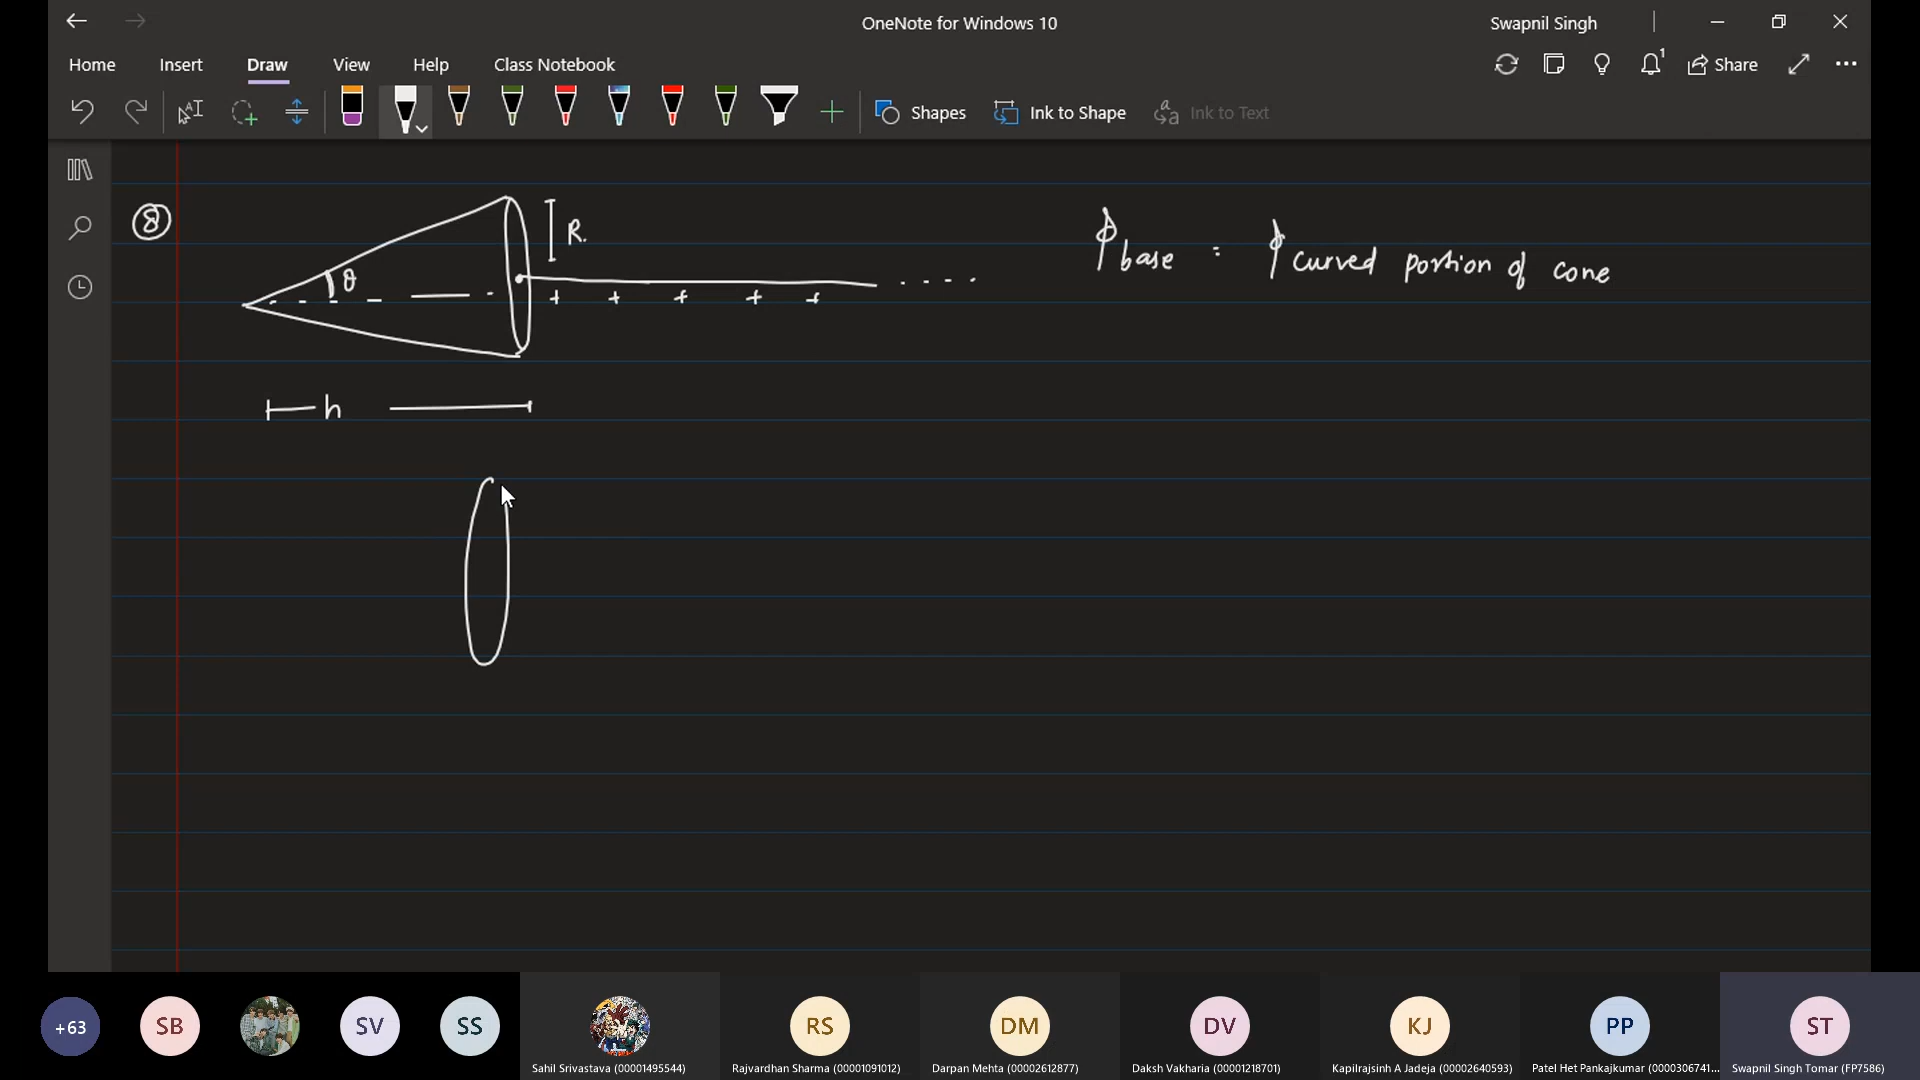 OneNote for Windows 10
Swapnil Singh
Home Insert Draw View Help Class Notebook
1
Share
Shapes
Ink to Shape
Ink to Text
⑧
θ
R.
+ + + + +
h
ϕbase = ϕcurved portion of cone
+63
SB
SV
SS
RS
DM
DV
KJ
PP
ST
Sahil Srivastava (00001495544)
Rajvardhan Sharma (00001091012)
Darpan Mehta (00002612877)
Daksh Vakharia (00001218701)
Kapilrajsinh A Jadeja (00002640593)
Patel Het Pankajkumar (0000306741...
Swapnil Singh Tomar (FP7586)